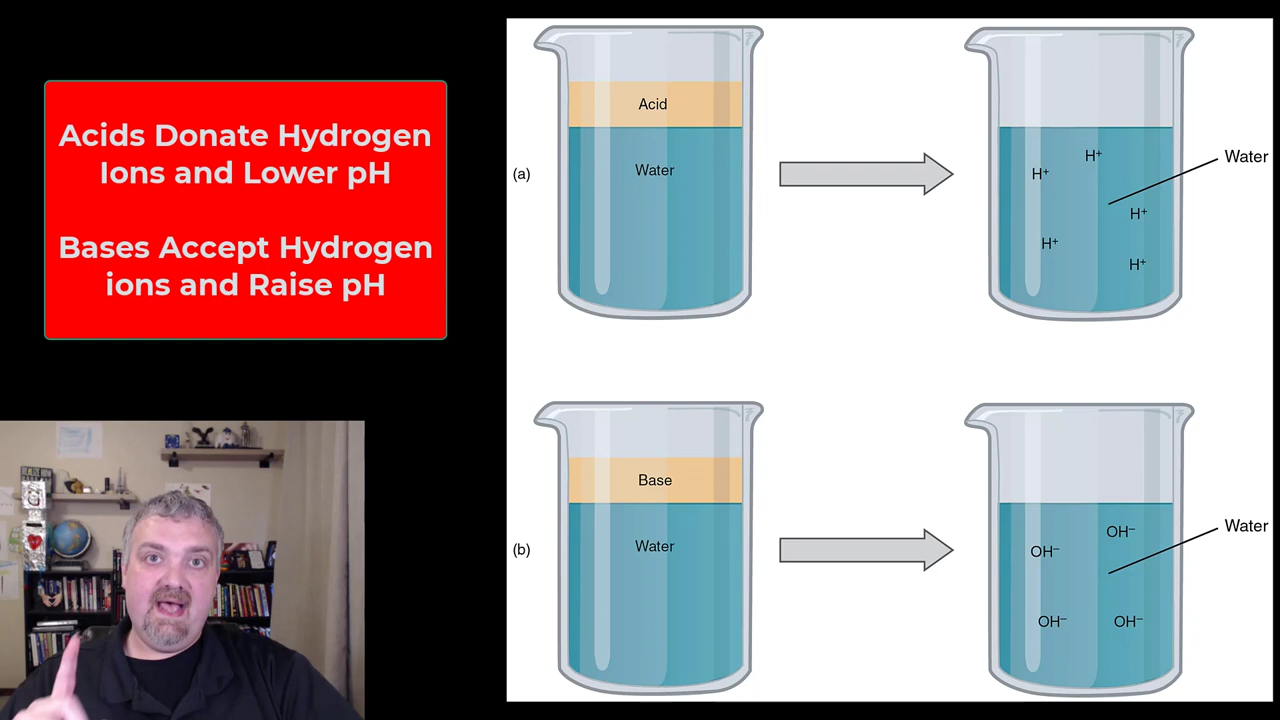 Acids Donate Hydrogen
Ions and Lower pH
Bases Accept Hydrogen
ions and Raise pH
(a)
Acid
Water
H⁺
H⁺
H⁺
H⁺
H⁺
Water
(b)
Base
Water
OH⁻
OH⁻
OH⁻
OH⁻
Water